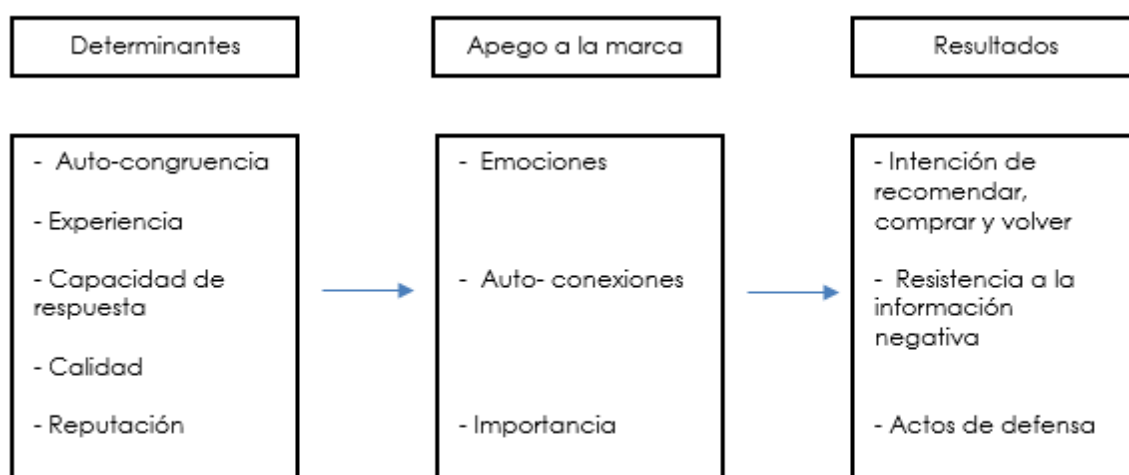 Determinantes
Apego a la marca
Resultados
- Auto-congruencia
- Experiencia
- Capacidad de
respuesta
- Calidad
- Reputación
- Emociones
- Auto- conexiones
- Importancia
- Intención de
recomendar,
comprar y volver
- Resistencia a la
información
negativa
- Actos de defensa